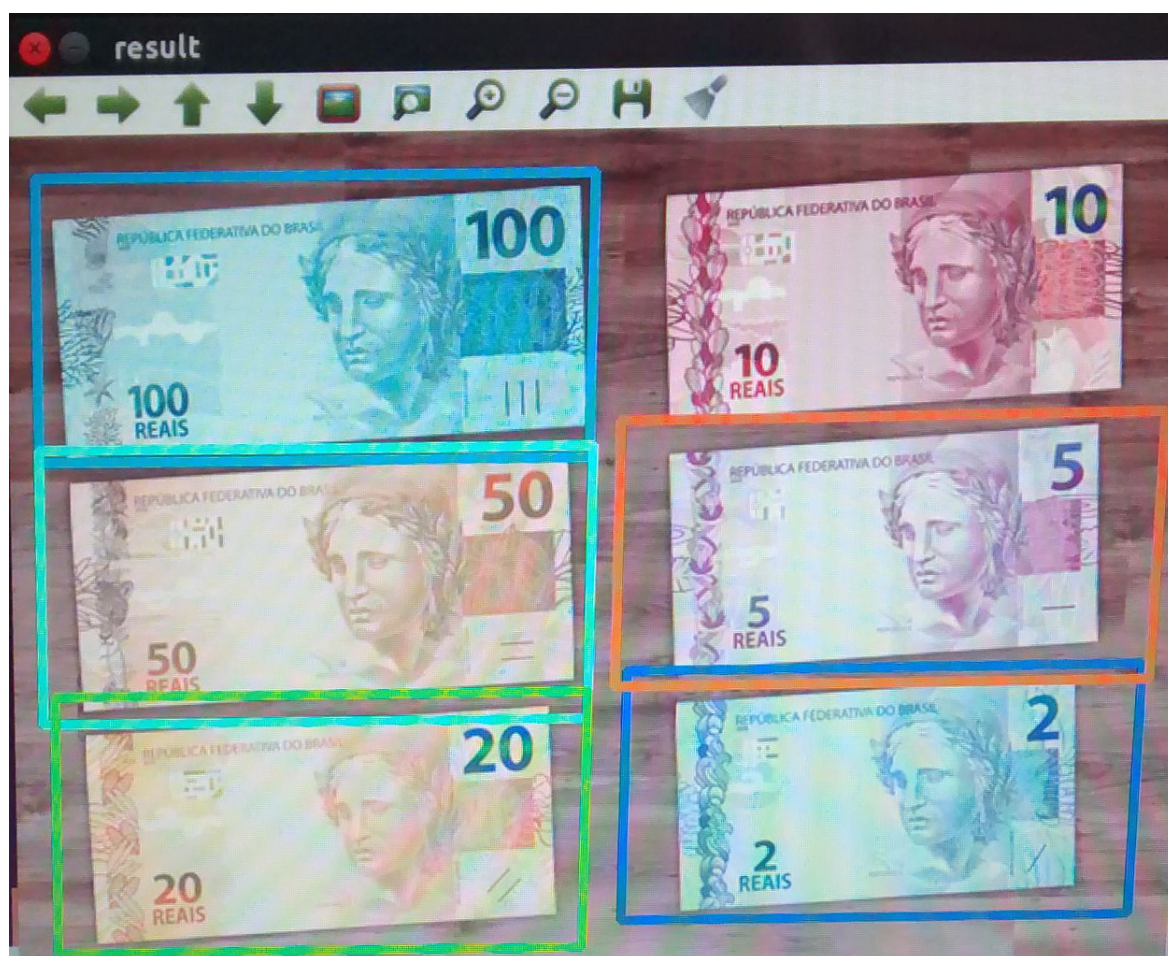 result
REPÚBLICA FEDERATIVA DO BRASIL
100
100
REAIS
REPÚBLICA FEDERATIVA DO BRASIL
10
10
REAIS
REPÚBLICA FEDERATIVA DO BRASIL
50
50
REAIS
REPÚBLICA FEDERATIVA DO BRASIL
5
5
REAIS
REPÚBLICA FEDERATIVA DO BRASIL
20
20
REAIS
REPÚBLICA FEDERATIVA DO BRASIL
2
2
REAIS